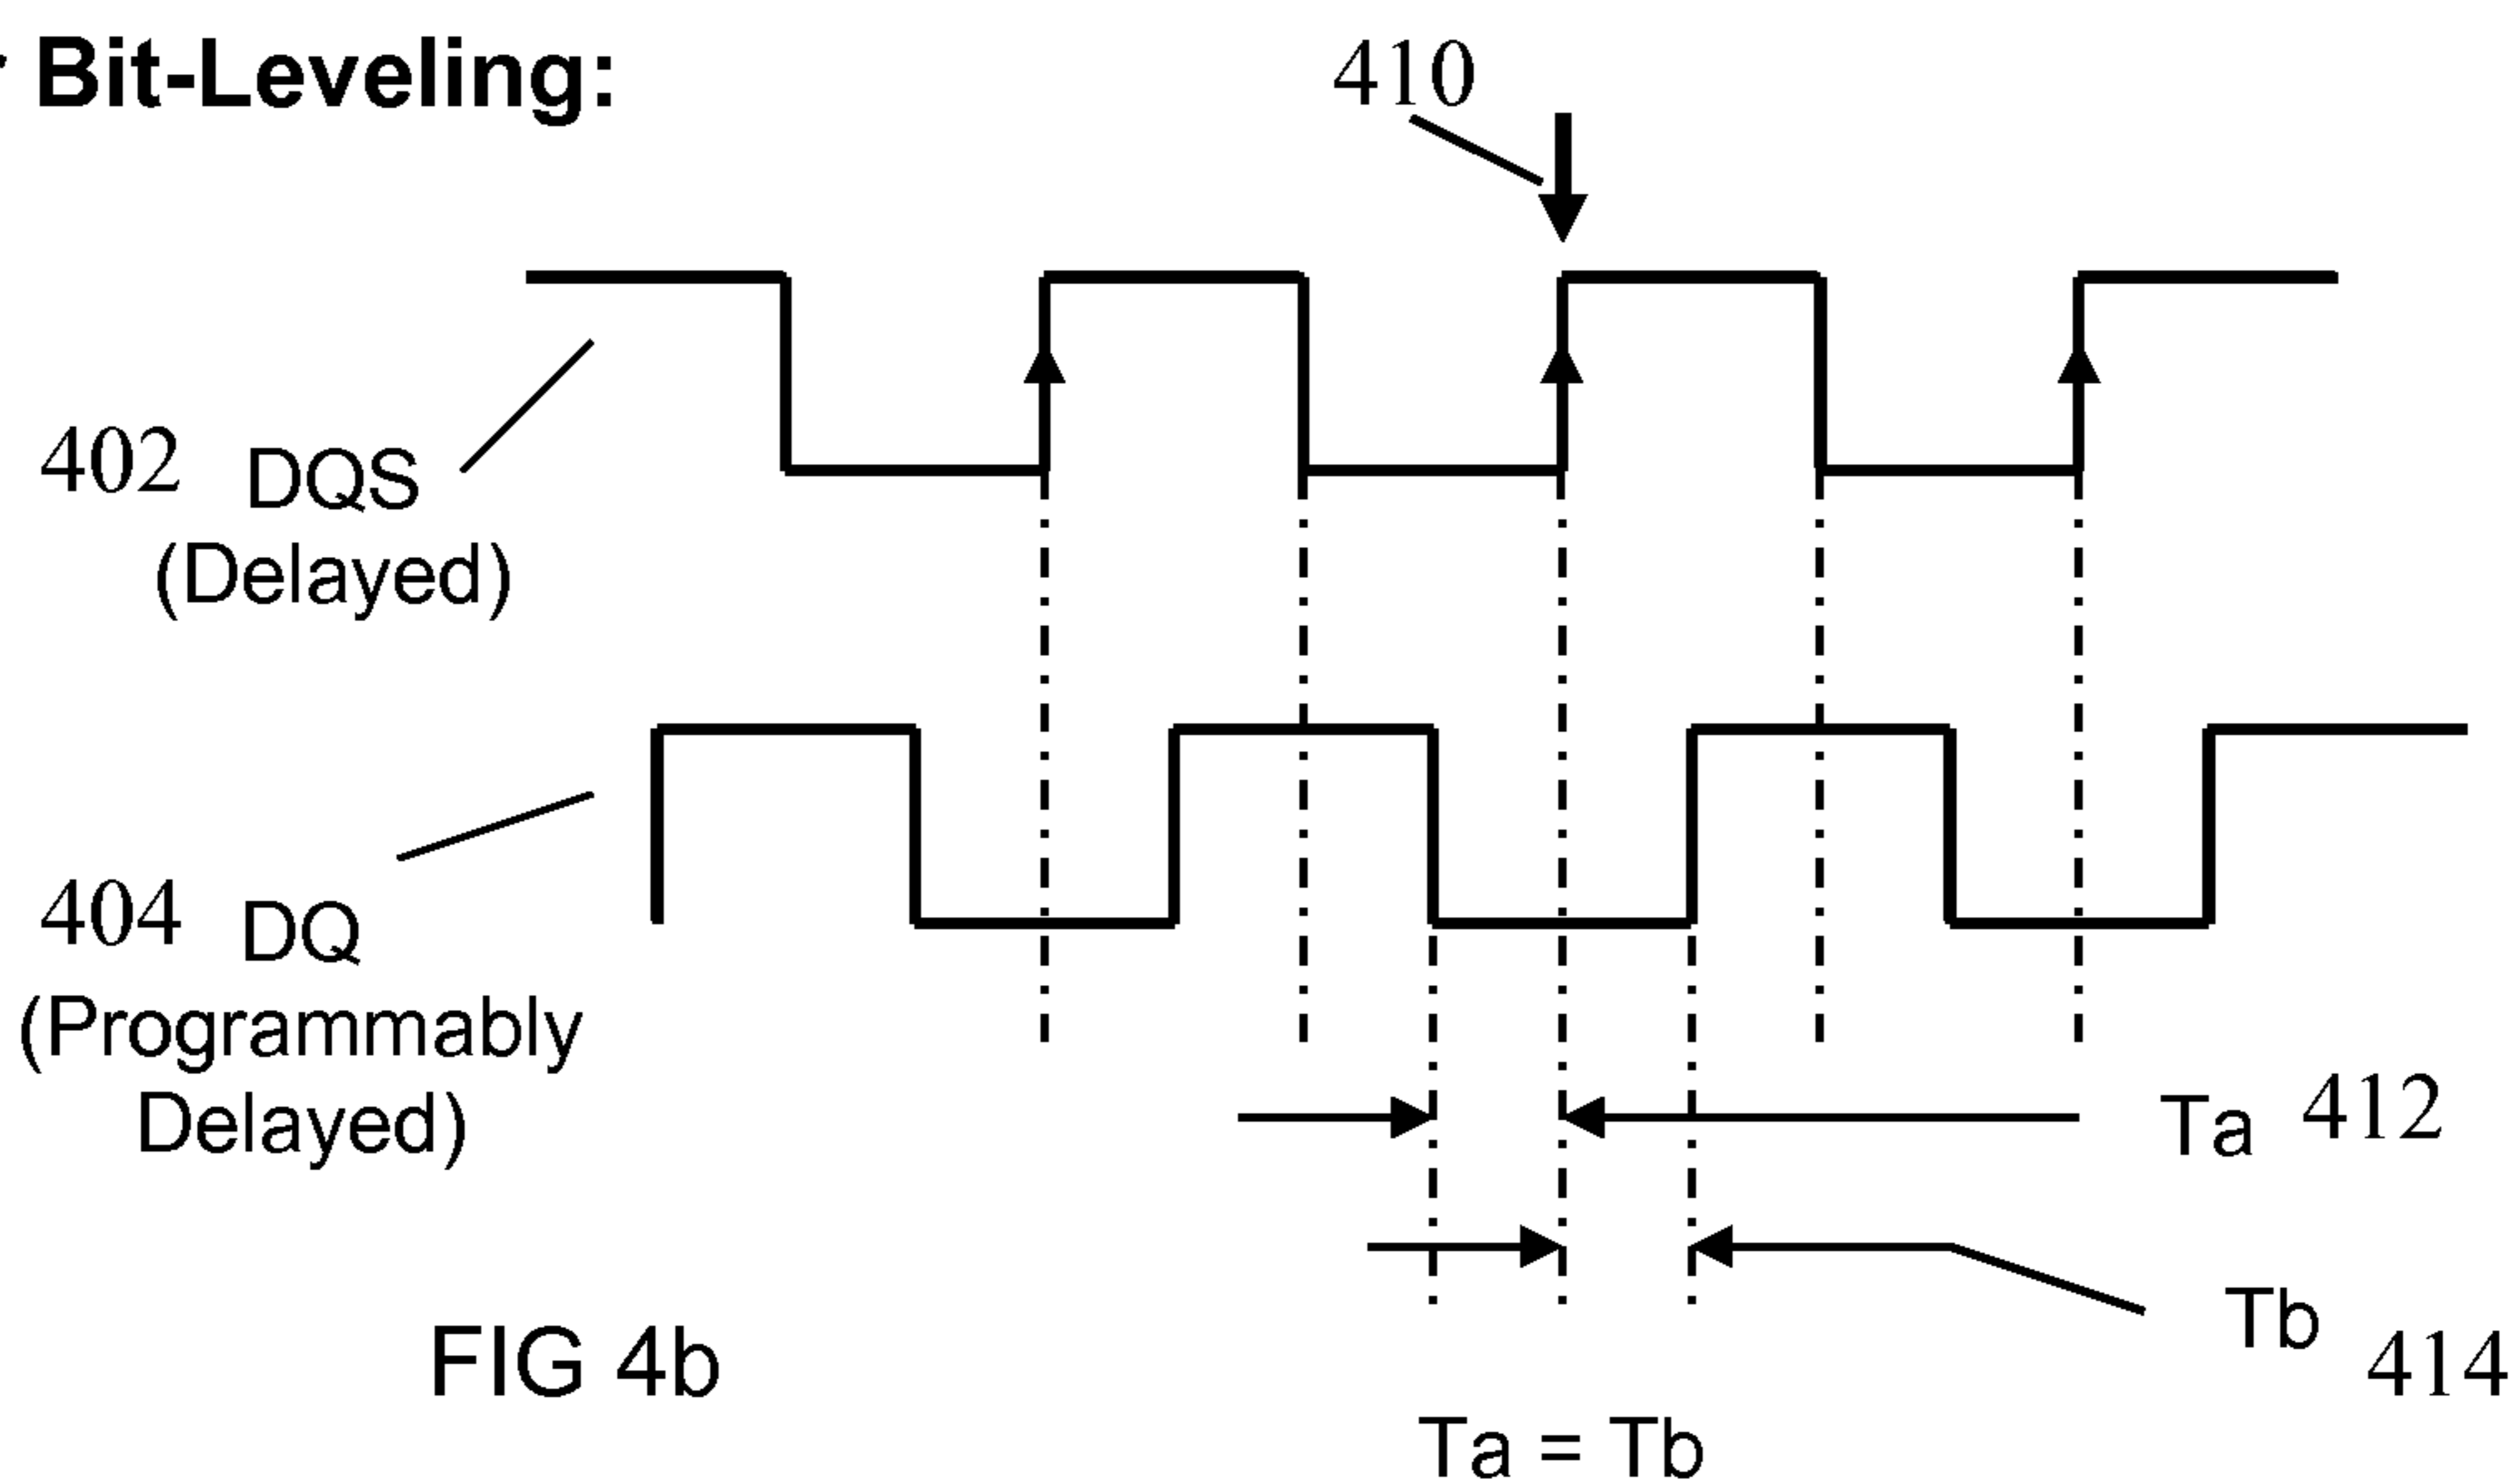 Bit-Leveling:
410
402 DQS
(Delayed)
404 DQ
(Programmably
Delayed)
Ta 412
Tb 414
FIG 4b
Ta = Tb